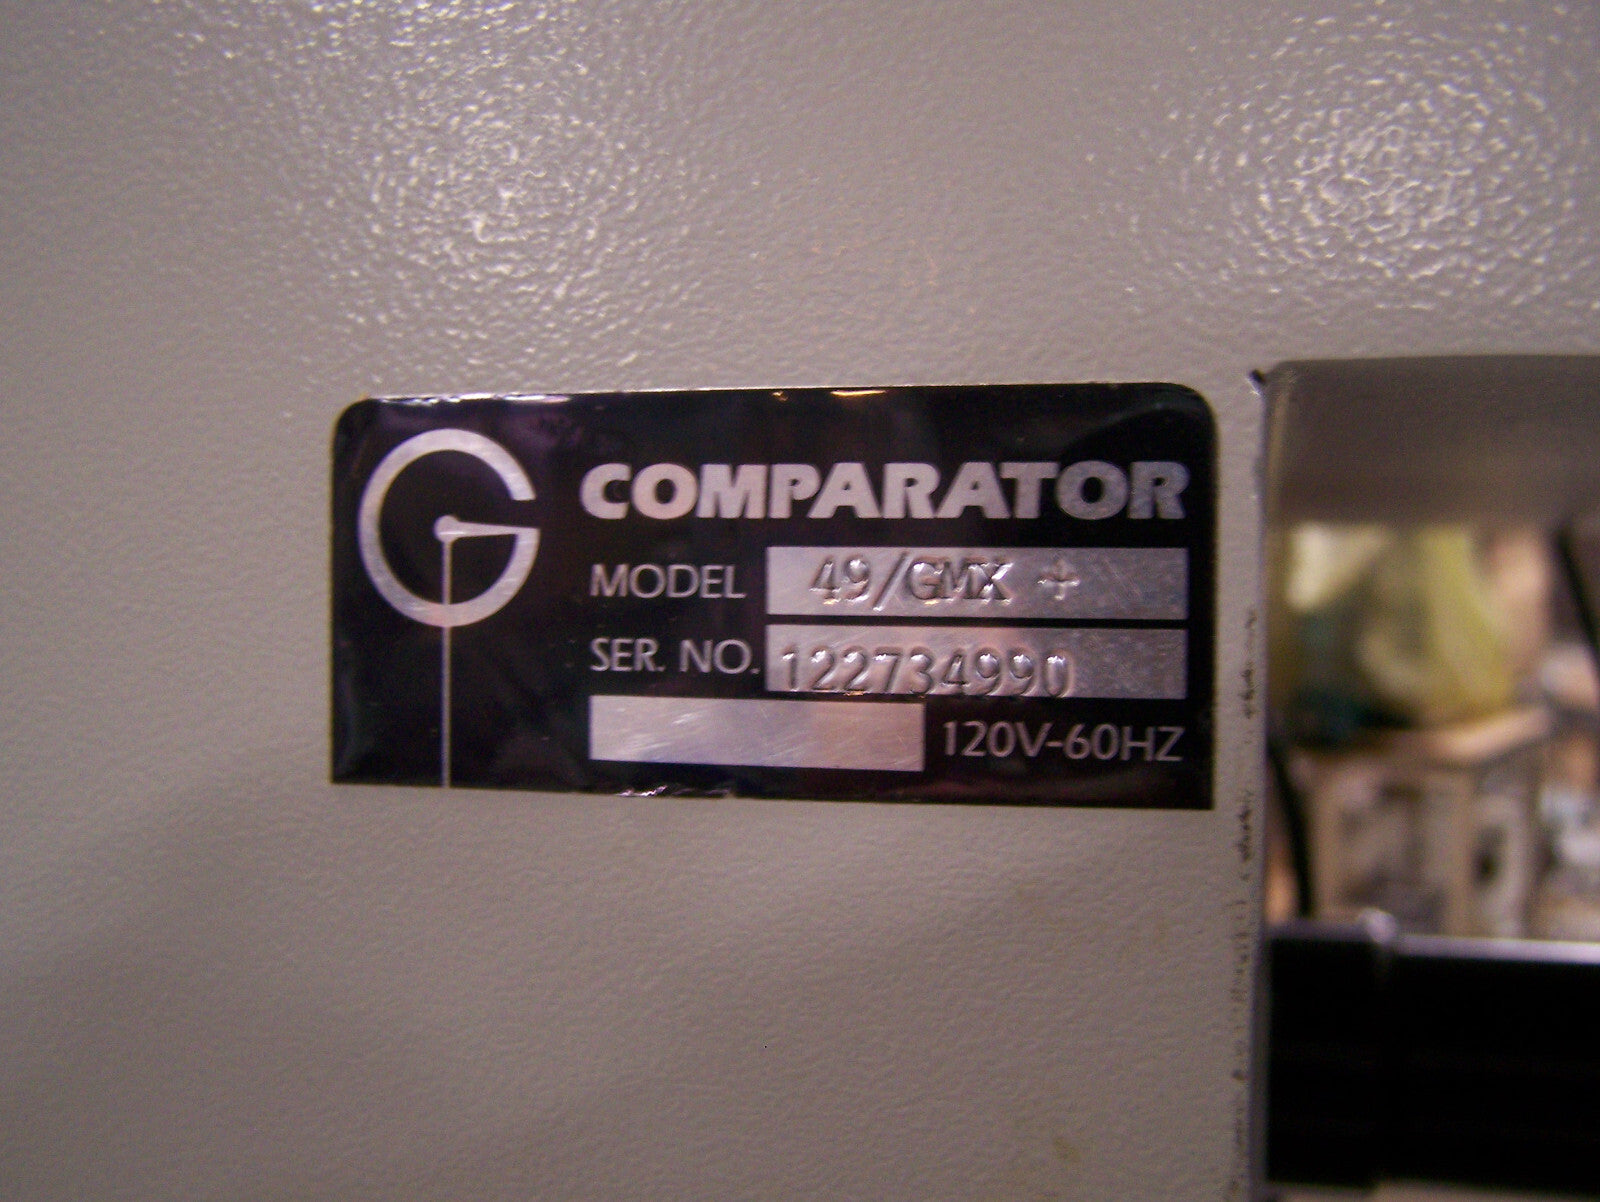 G COMPARATOR
MODEL 49/GMX +
SER. NO. 122734990
120V-60HZ